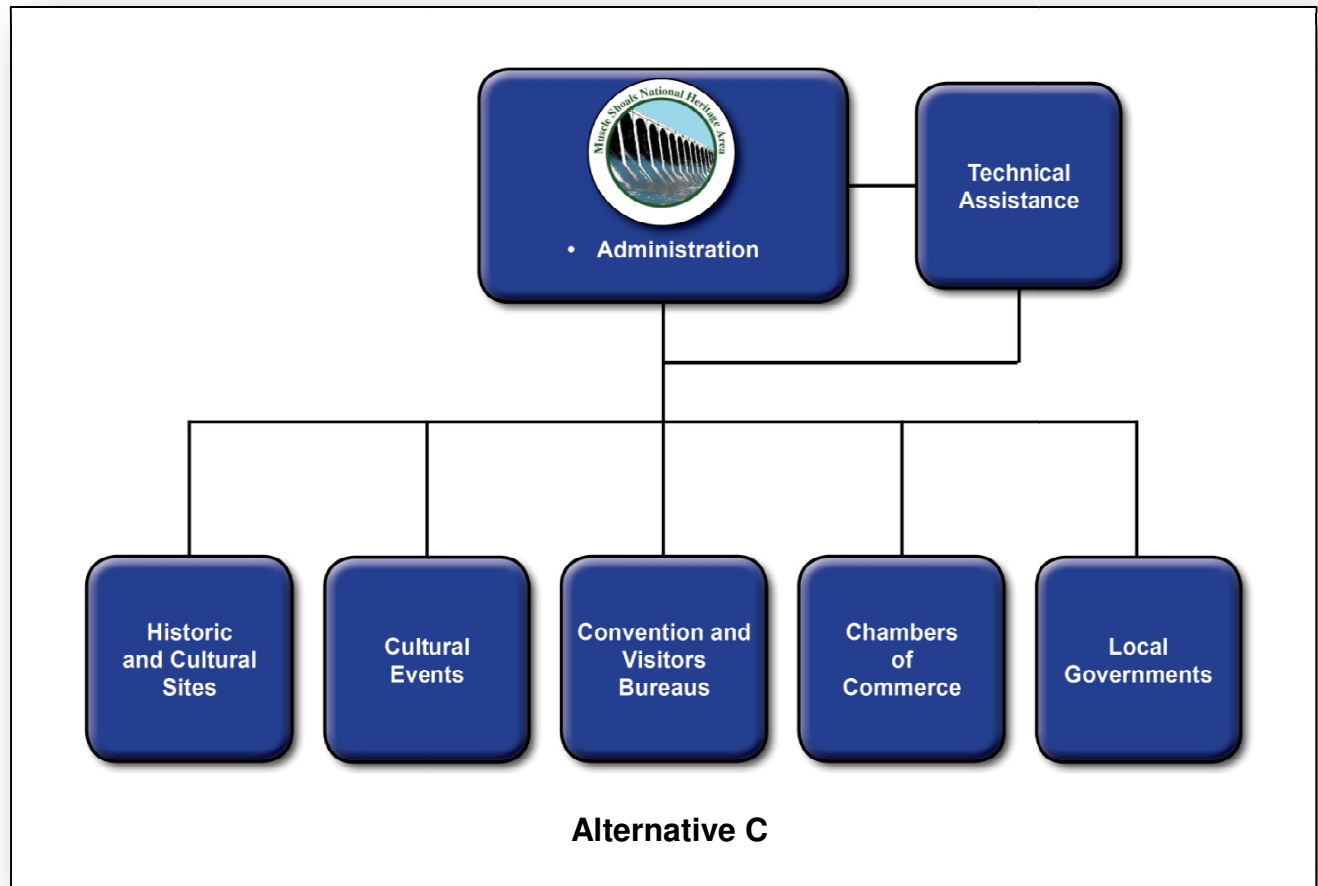 Muscle Shoals National Heritage Area
• Administration
Technical
Assistance
Historic
and Cultural
Sites
Cultural
Events
Convention and
Visitors
Bureaus
Chambers
of
Commerce
Local
Governments
Alternative C